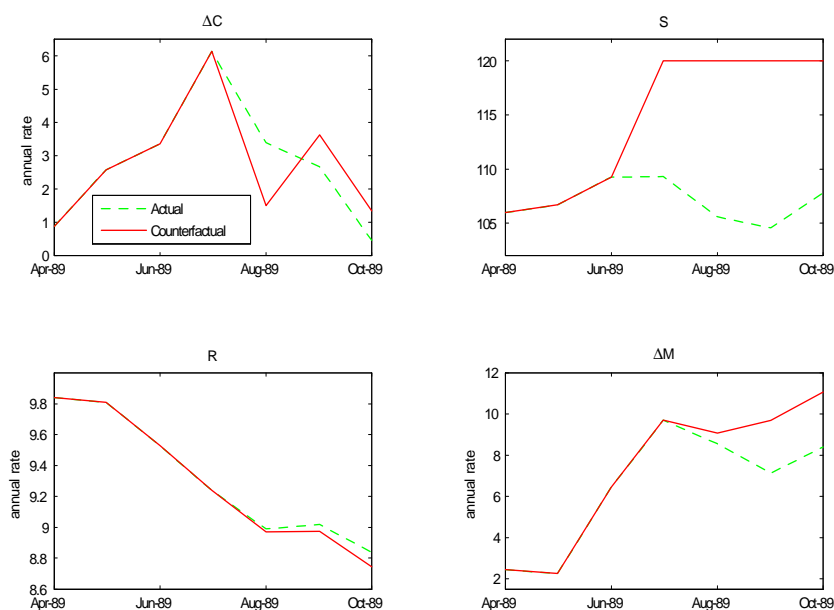 ΔC
annual rate
6
5
4
3
2
1
0
Actual
Counterfactual
Apr-89 Jun-89 Aug-89 Oct-89
S
120
115
110
105
Apr-89 Jun-89 Aug-89 Oct-89
R
annual rate
9.8
9.6
9.4
9.2
9
8.8
8.6
Apr-89 Jun-89 Aug-89 Oct-89
ΔM
annual rate
12
10
8
6
4
2
Apr-89 Jun-89 Aug-89 Oct-89